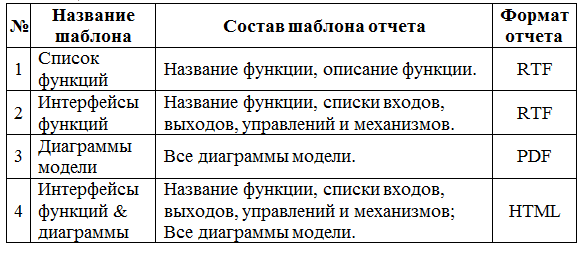 № Название шаблона Состав шаблона отчета Формат отчета
1 Список функций Название функции, описание функции. RTF
2 Интерфейсы функций Название функции, списки входов, выходов, управлений и механизмов. RTF
3 Диаграммы модели Все диаграммы модели. PDF
4 Интерфейсы функций & диаграммы Название функции, списки входов, выходов, управлений и механизмов; Все диаграммы модели. HTML